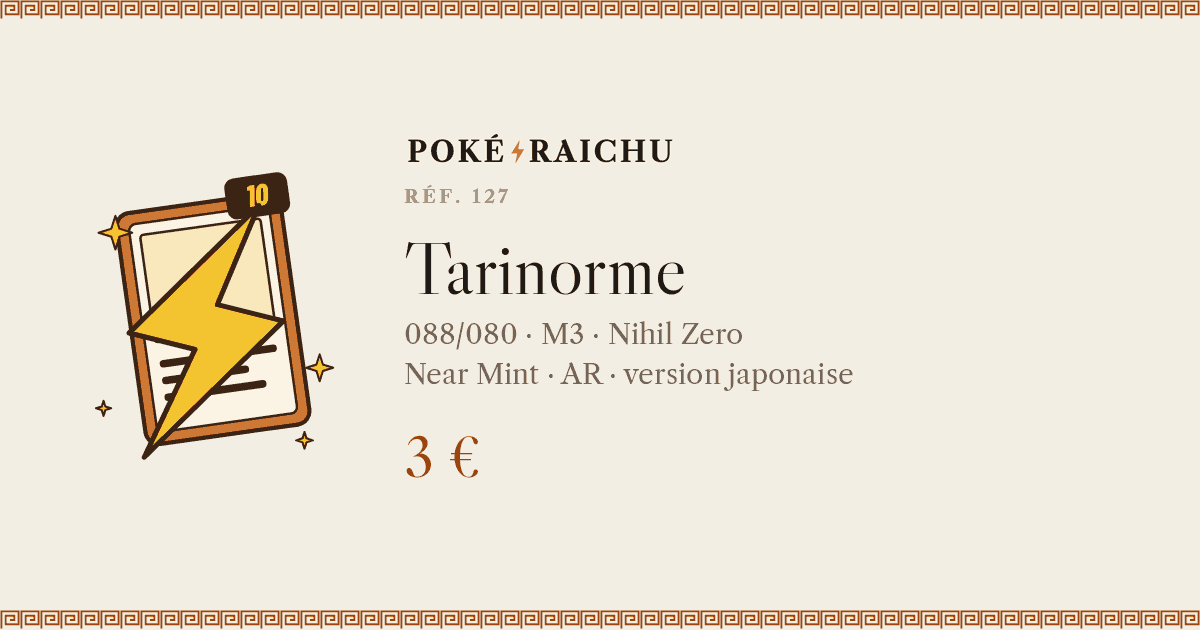 10
POKÉ RAICHU
RÉF. 127
Tarinorme
088/080 · M3 · Nihil Zero
Near Mint · AR · version japonaise
3 €